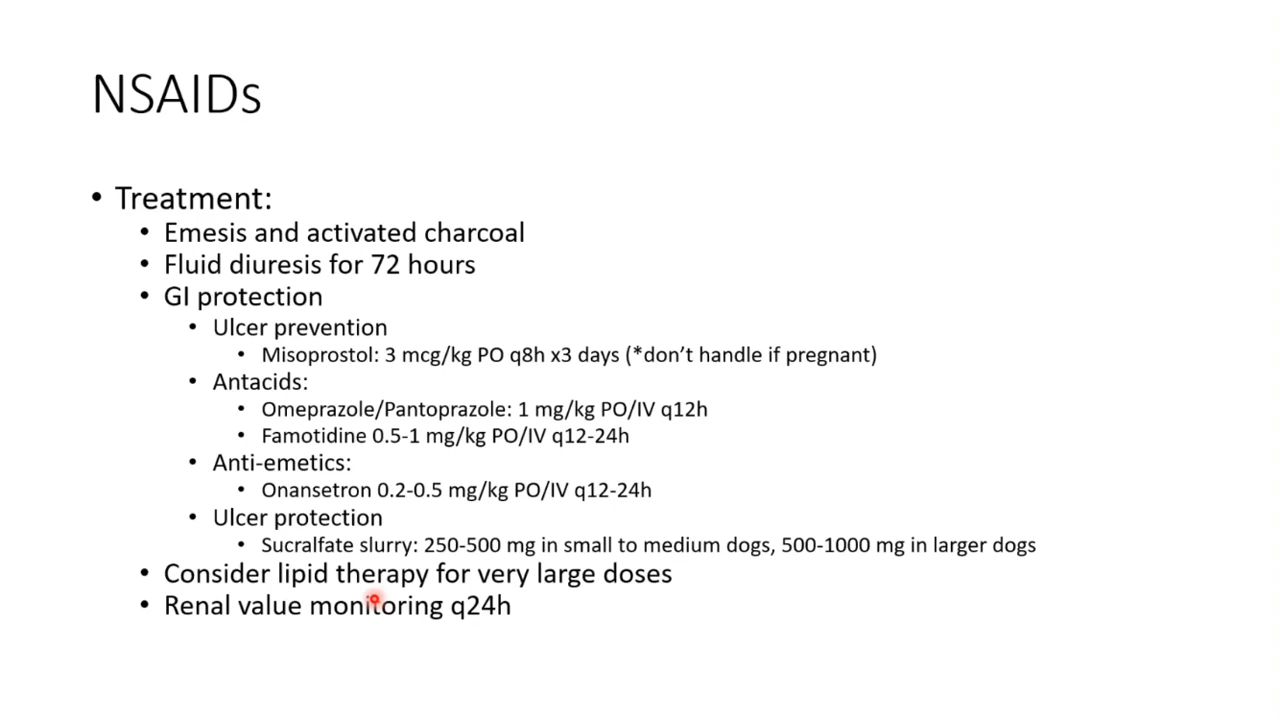 NSAIDs
• Treatment:
• Emesis and activated charcoal
• Fluid diuresis for 72 hours
• GI protection
• Ulcer prevention
• Misoprostol: 3 mcg/kg PO q8h x3 days (*don't handle if pregnant)
• Antacids:
• Omeprazole/Pantoprazole: 1 mg/kg PO/IV q12h
• Famotidine 0.5-1 mg/kg PO/IV q12-24h
• Anti-emetics:
• Onansetron 0.2-0.5 mg/kg PO/IV q12-24h
• Ulcer protection
• Sucralfate slurry: 250-500 mg in small to medium dogs, 500-1000 mg in larger dogs
• Consider lipid therapy for very large doses
• Renal value monitoring q24h